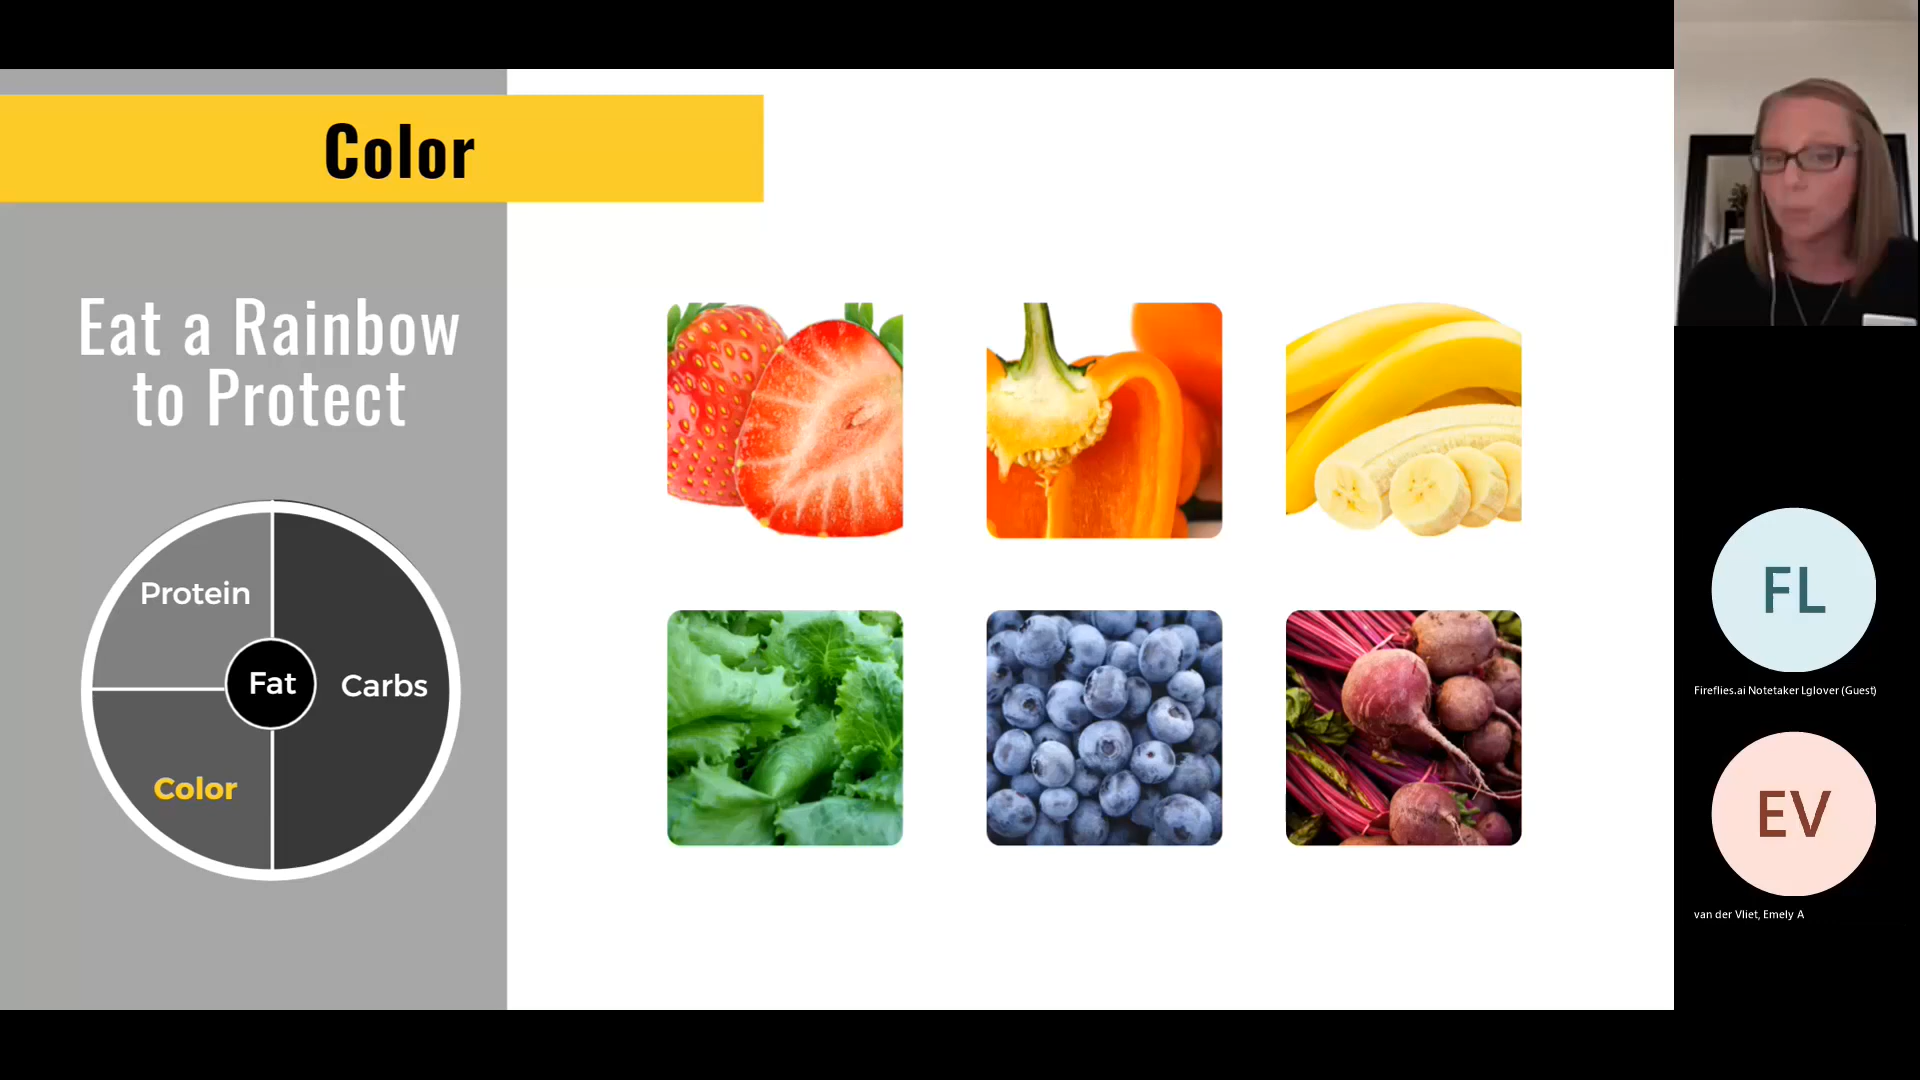 Color
Eat a Rainbow
to Protect
Protein
Fat
Carbs
Color
FL
Fireflies.ai Notetaker Lglover (Guest)
EV
van der Vliet, Emely A